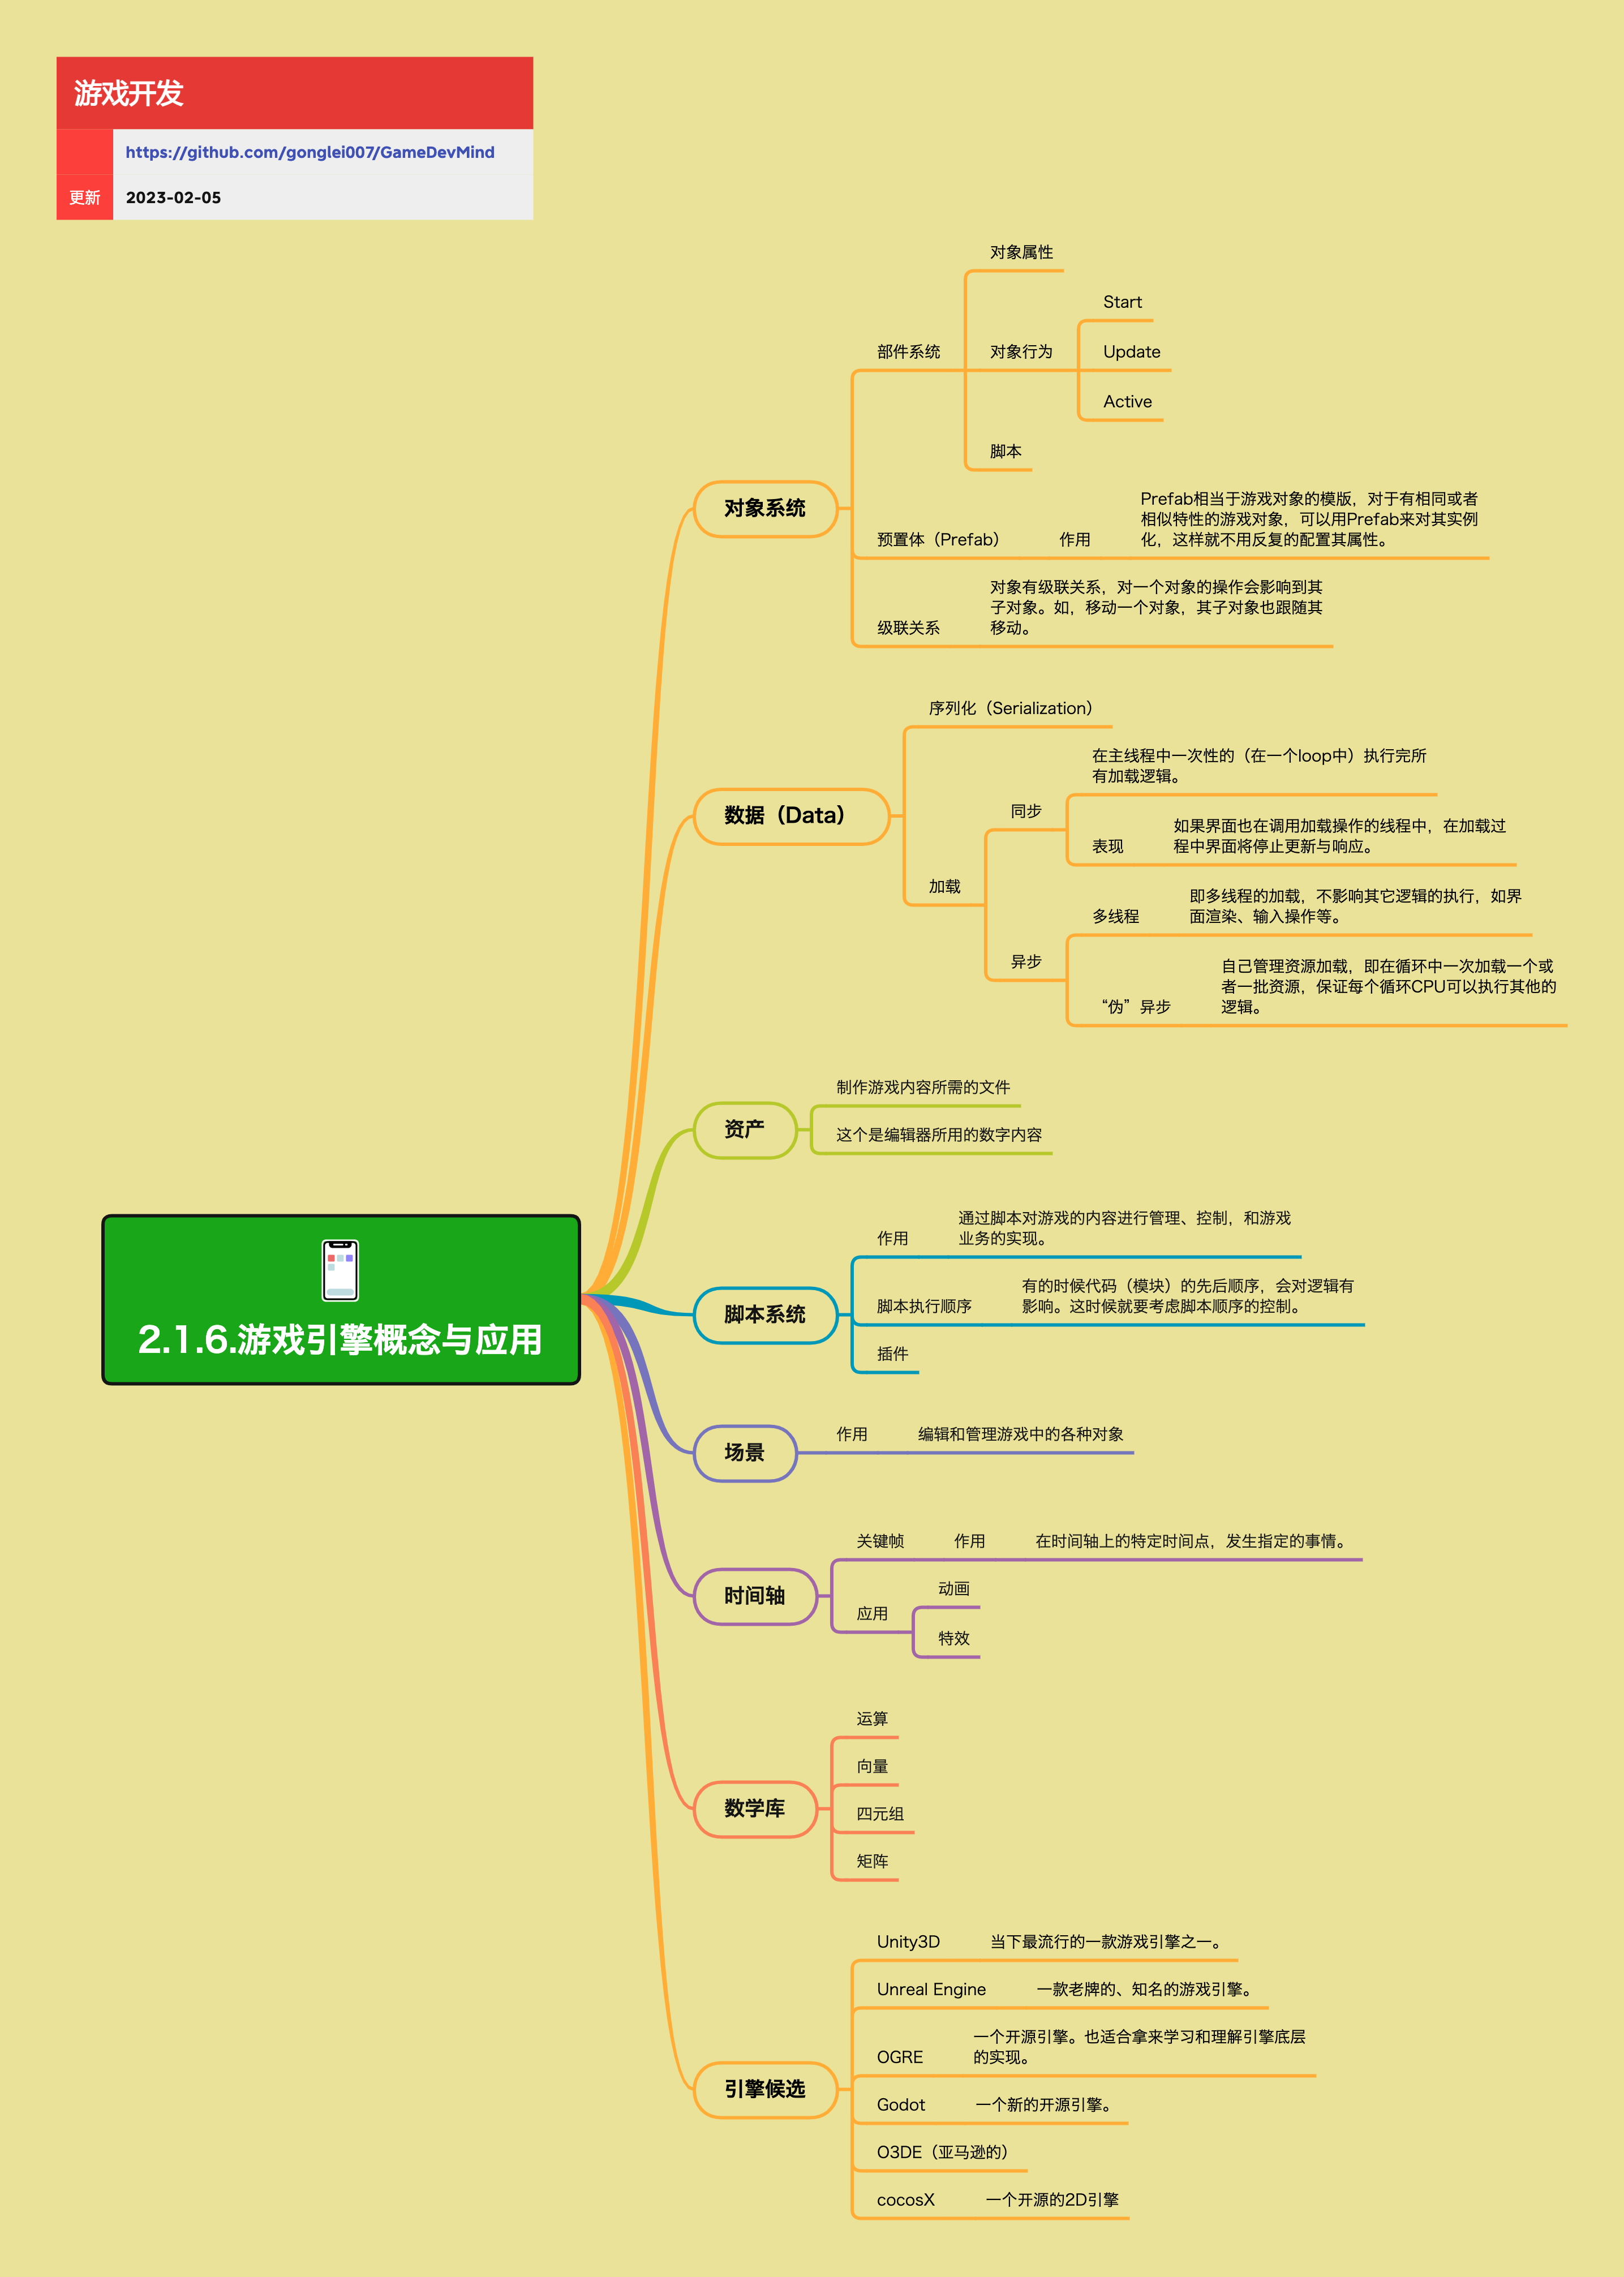 游戏开发
https://github.com/gonglei007/GameDevMind
更新
2023-02-05
2.1.6.游戏引擎概念与应用
对象系统
部件系统
对象属性
对象行为
Start
Update
Active
脚本
预置体（Prefab）
作用
Prefab相当于游戏对象的模版，对于有相同或者
相似特性的游戏对象，可以用Prefab来对其实例
化，这样就不用反复的配置其属性。
级联关系
对象有级联关系，对一个对象的操作会影响到其
子对象。如，移动一个对象，其子对象也跟随其
移动。
数据（Data）
序列化（Serialization）
加载
同步
在主线程中一次性的（在一个loop中）执行完所
有加载逻辑。
表现
如果界面也在调用加载操作的线程中，在加载过
程中界面将停止更新与响应。
异步
多线程
即多线程的加载，不影响其它逻辑的执行，如界
面渲染、输入操作等。
“伪”异步
自己管理资源加载，即在循环中一次加载一个或
者一批资源，保证每个循环CPU可以执行其他的
逻辑。
资产
制作游戏内容所需的文件
这个是编辑器所用的数字内容
脚本系统
作用
通过脚本对游戏的内容进行管理、控制，和游戏
业务的实现。
脚本执行顺序
有的时候代码（模块）的先后顺序，会对逻辑有
影响。这时候就要考虑脚本顺序的控制。
插件
场景
作用
编辑和管理游戏中的各种对象
时间轴
关键帧
作用
在时间轴上的特定时间点，发生指定的事情。
应用
动画
特效
数学库
运算
向量
四元组
矩阵
引擎候选
Unity3D
当下最流行的一款游戏引擎之一。
Unreal Engine
一款老牌的、知名的游戏引擎。
OGRE
一个开源引擎。也适合拿来学习和理解引擎底层
的实现。
Godot
一个新的开源引擎。
O3DE（亚马逊的）
cocosX
一个开源的2D引擎